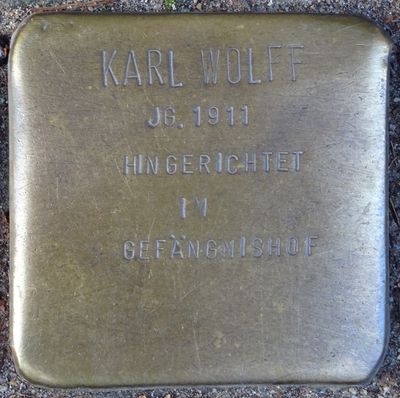 KARL WOLFF
JG. 1911
HINGERICHTET
IM
GEFÄNGNISHOF